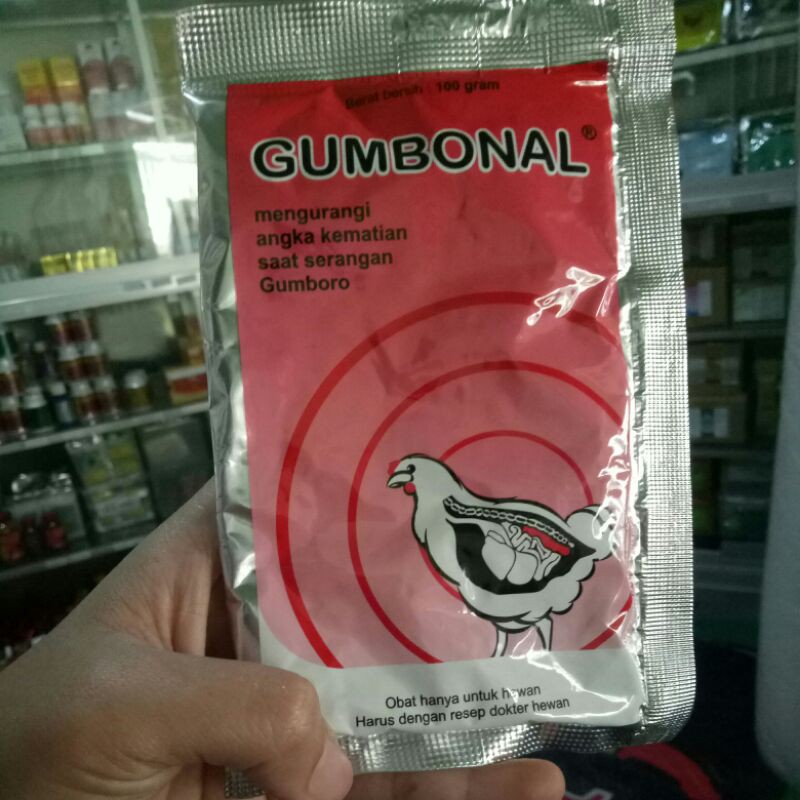 Berat bersih : 100 gram
GUMBONAL®
mengurangi
angka kematian
saat serangan
Gumboro
Obat hanya untuk hewan
Harus dengan resep dokter hewan